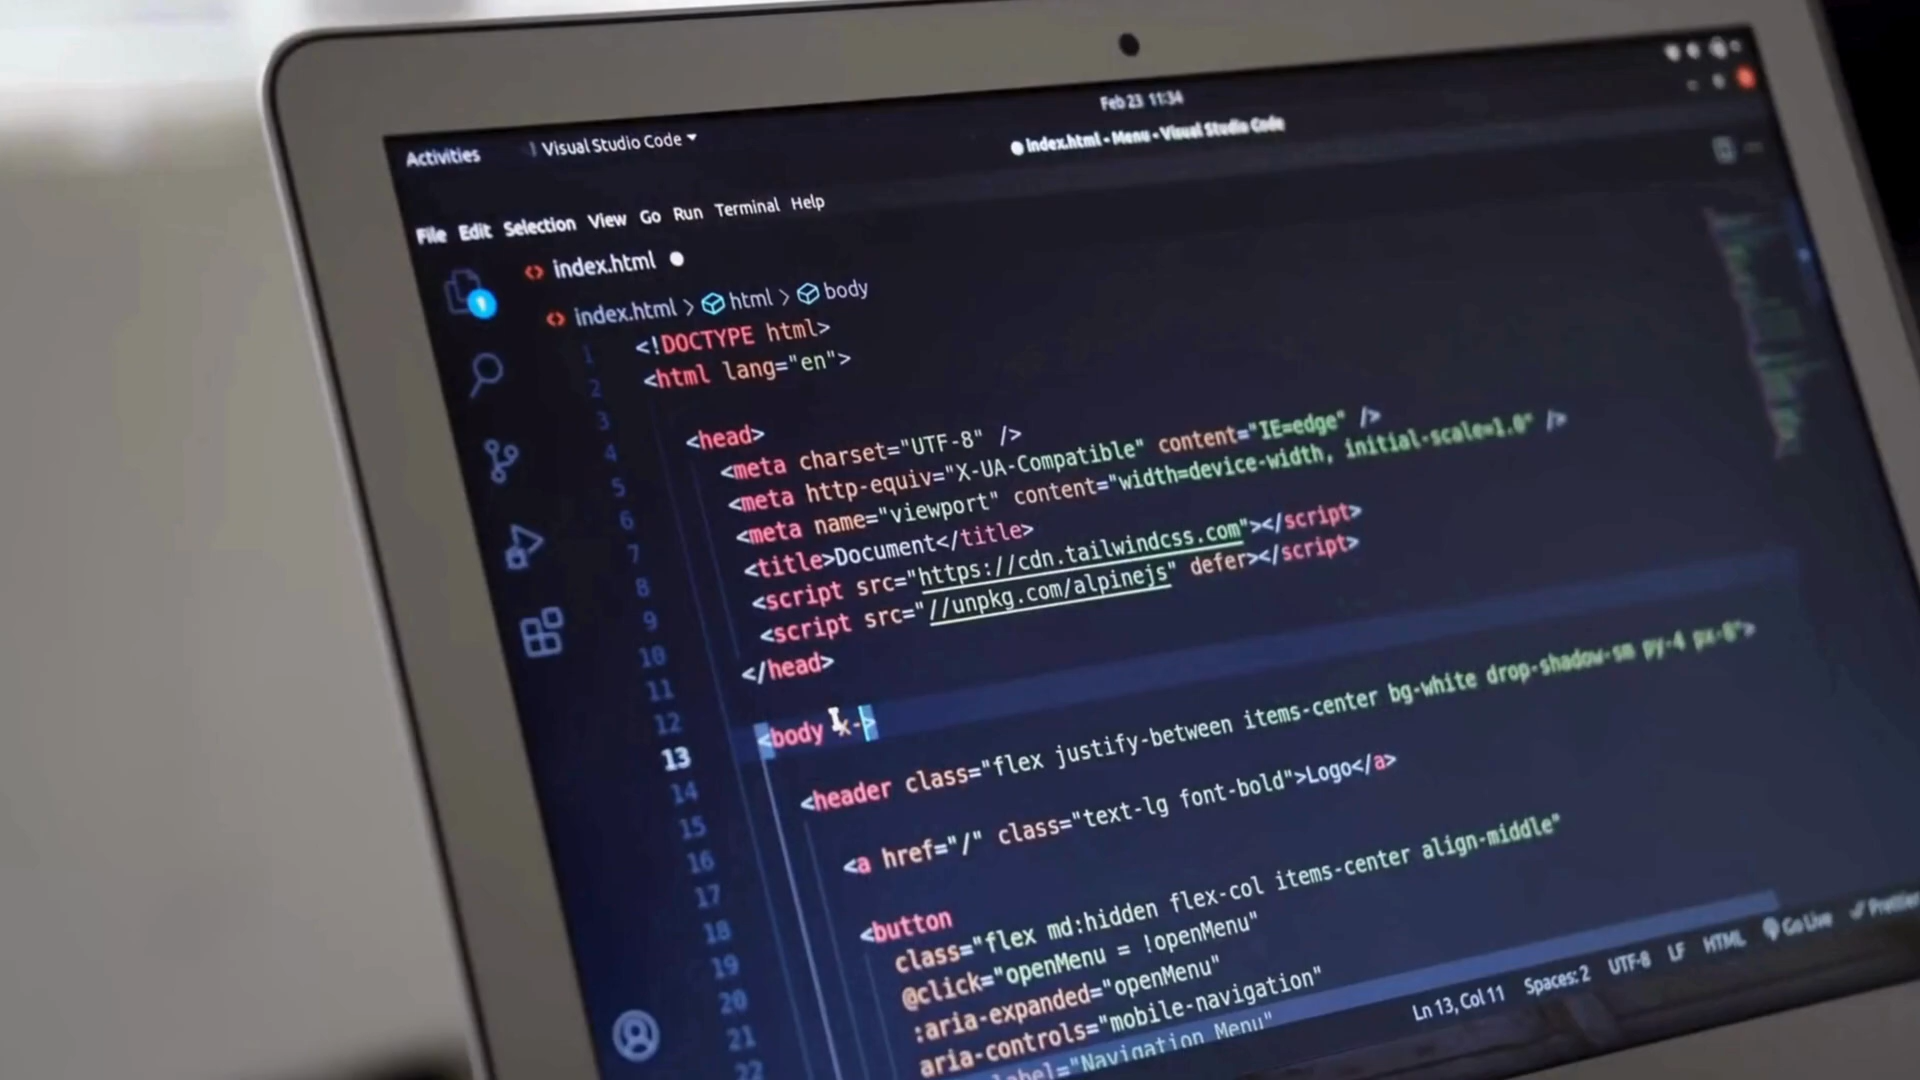 Feb 23 11:34
Activities Visual Studio Code
index.html - Menu - Visual Studio Code
File Edit Selection View Go Run Terminal Help
index.html
index.html > html > body
1 <!DOCTYPE html>
2 <html lang="en">
3
4 <head>
5 <meta charset="UTF-8" />
6 <meta http-equiv="X-UA-Compatible" content="IE=edge" />
7 <meta name="viewport" content="width=device-width, initial-scale=1.0" />
8 <title>Document</title>
9 <script src="https://cdn.tailwindcss.com"></script>
10 <script src="//unpkg.com/alpinejs" defer></script>
11 </head>
12
13 <body x->
14 <header class="flex justify-between items-center bg-white drop-shadow-sm py-4 px-8">
15
16 <a href="/" class="text-lg font-bold">Logo</a>
17
18 <button
19 class="flex md:hidden flex-col items-center align-middle"
20 @click="openMenu = !openMenu"
21 :aria-expanded="openMenu"
22 aria-controls="mobile-navigation"
label="Navigation Menu"
Ln 13, Col 11 Spaces: 2 UTF-8 LF HTML Go Live Prettier